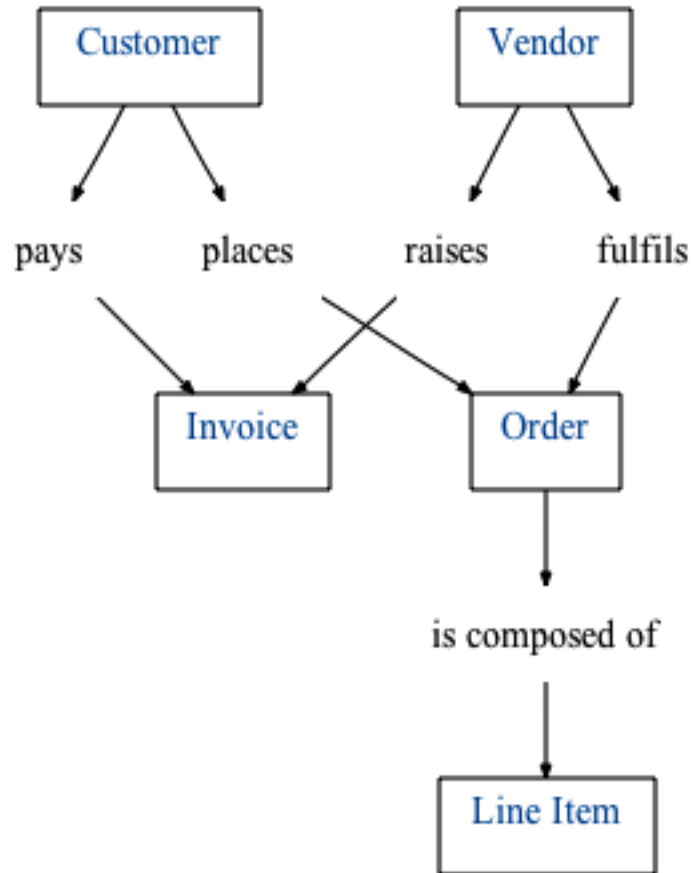 Customer Vendor
pays places raises fulfils
Invoice Order
is composed of
Line Item